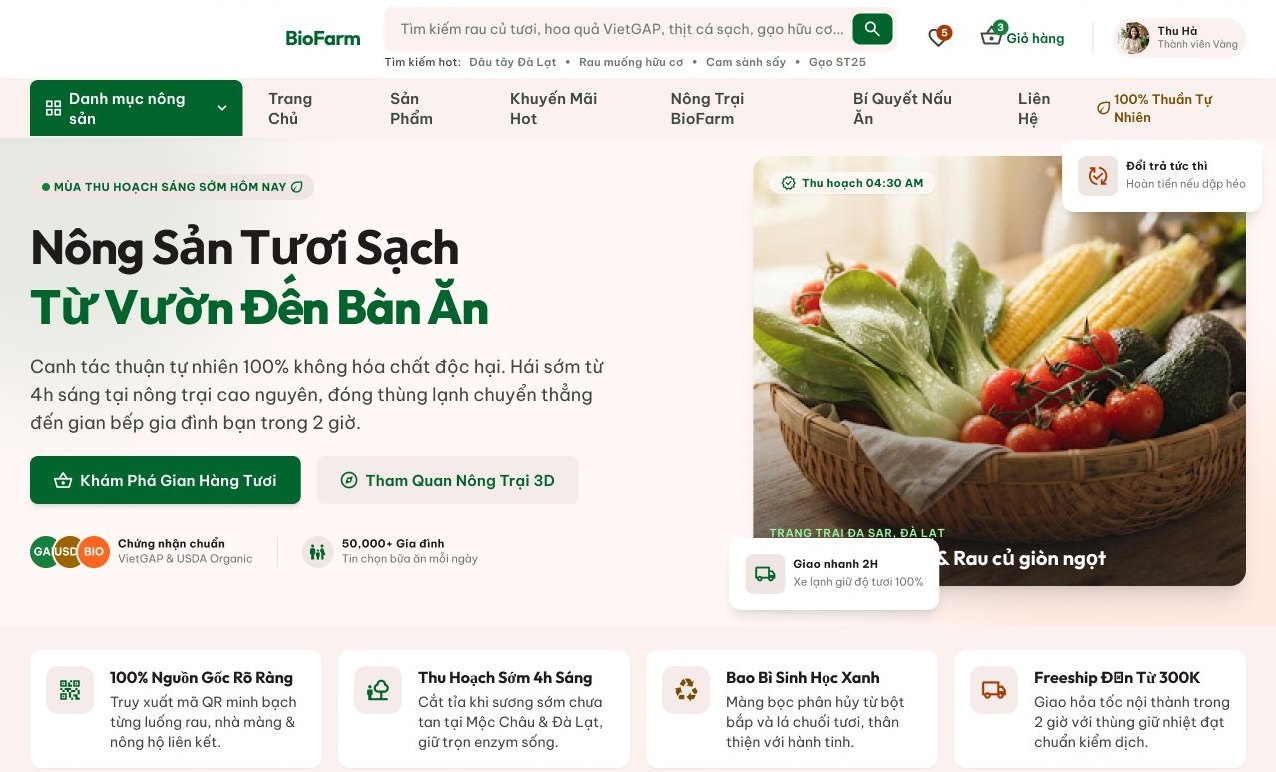 BioFarm
Tìm kiếm rau củ tươi, hoa quả VietGAP, thịt cá sạch, gạo hữu cơ...
5
3
Giỏ hàng
Thu Hà
Thành viên Vàng
Tìm kiếm hot: Dâu tây Đà Lạt • Rau muống hữu cơ • Cam sành sấy • Gạo ST25
Danh mục nông
sản
Trang
Chủ
Sản
Phẩm
Khuyến Mãi
Hot
Nông Trại
BioFarm
Bí Quyết Nấu
Ăn
Liên
Hệ
100% Thuần Tự
Nhiên
MÙA THU HOẠCH SÁNG SỚM HÔM NAY
Nông Sản Tươi Sạch
Từ Vườn Đến Bàn Ăn
Canh tác thuận tự nhiên 100% không hóa chất độc hại. Hái sớm từ
4h sáng tại nông trại cao nguyên, đóng thùng lạnh chuyển thẳng
đến gian bếp gia đình bạn trong 2 giờ.
Khám Phá Gian Hàng Tươi
Tham Quan Nông Trại 3D
GAP
USDA
BIO
Chứng nhận chuẩn
VietGAP & USDA Organic
50,000+ Gia đình
Tin chọn bữa ăn mỗi ngày
Thu hoạch 04:30 AM
Đổi trả tức thì
Hoàn tiền nếu dập héo
TRANG TRẠI ĐA SAR, ĐÀ LẠT
& Rau củ giòn ngọt
Giao nhanh 2H
Xe lạnh giữ độ tươi 100%
100% Nguồn Gốc Rõ Ràng
Truy xuất mã QR minh bạch
từng luống rau, nhà màng &
nông hộ liên kết.
Thu Hoạch Sớm 4h Sáng
Cắt tỉa khi sương sớm chưa
tan tại Mộc Châu & Đà Lạt,
giữ trọn enzym sống.
Bao Bì Sinh Học Xanh
Màng bọc phân hủy từ bột
bắp và lá chuối tươi, thân
thiện với hành tinh.
Freeship Từ 300K
Giao hỏa tốc nội thành trong
2 giờ với thùng giữ nhiệt đạt
chuẩn kiểm dịch.